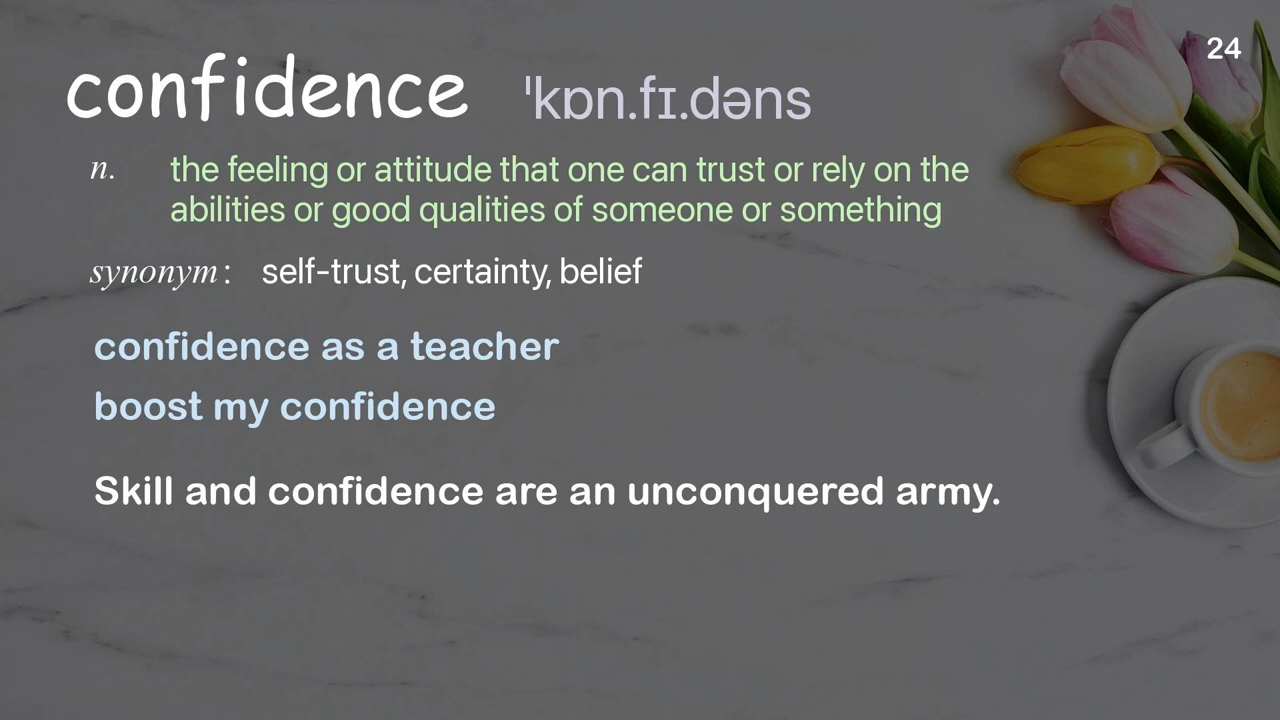 24
confidence ˈkɒn.fɪ.dəns
n. the feeling or attitude that one can trust or rely on the
abilities or good qualities of someone or something
synonym: self-trust, certainty, belief
confidence as a teacher
boost my confidence
Skill and confidence are an unconquered army.